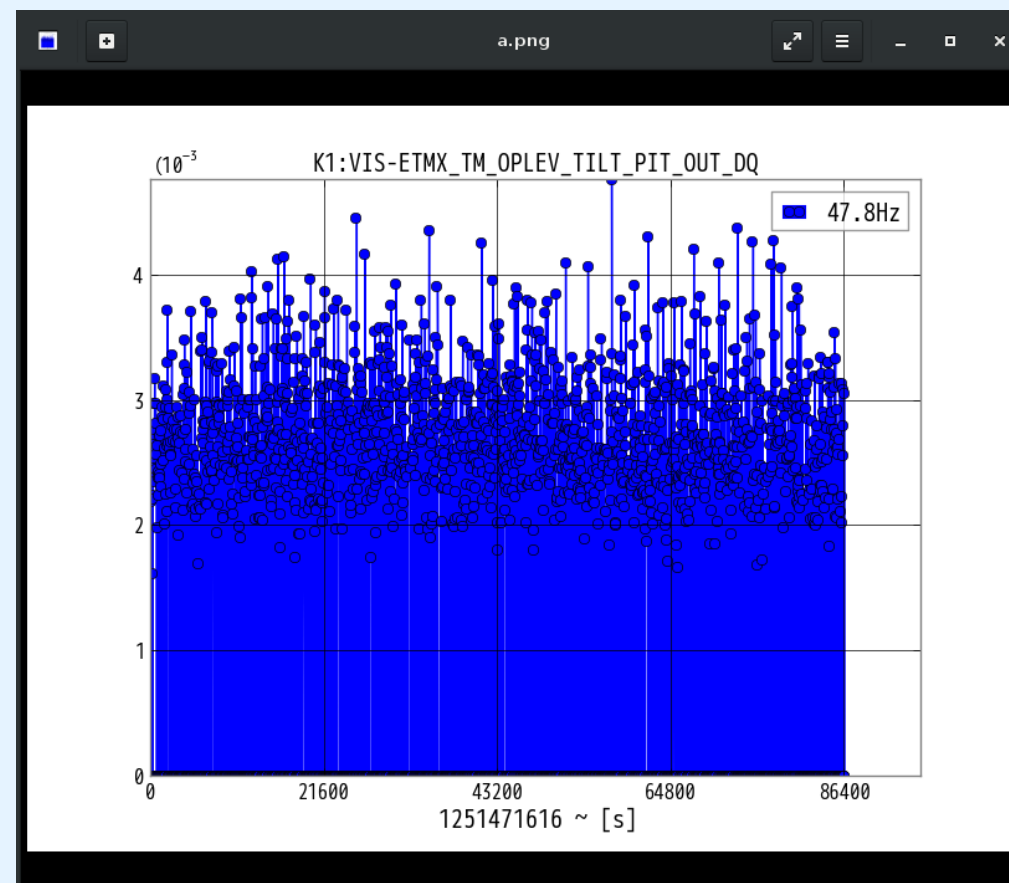 a.png
(10-3
K1:VIS-ETMX_TM_OPLEV_TILT_PIT_OUT_DQ
47.8Hz
4
3
2
1
0
0 21600 43200 64800 86400
1251471616 ~ [s]